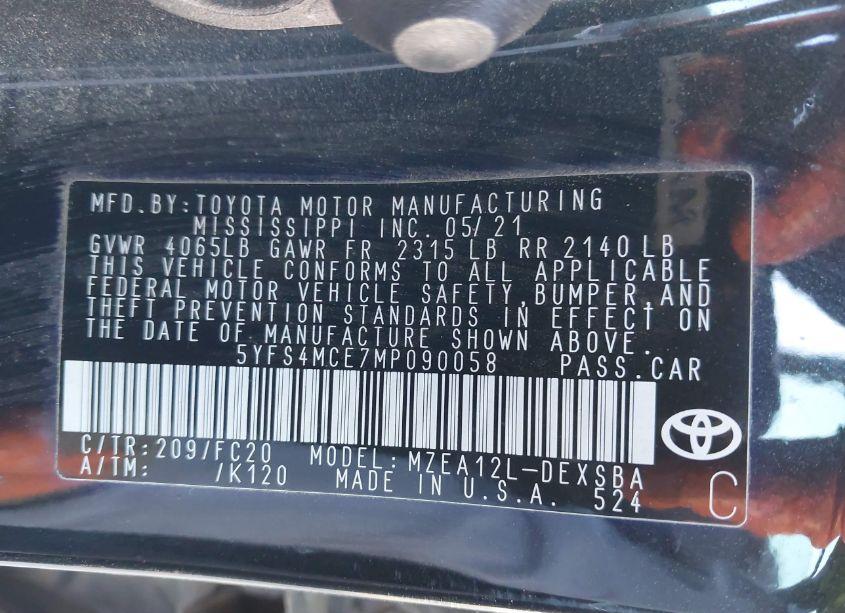 MFD. BY: TOYOTA MOTOR MANUFACTURING
MISSISSIPPI INC. 05/21
GVWR 4065LB GAWR FR 2315 LB RR 2140 LB
THIS VEHICLE CONFORMS TO ALL APPLICABLE
FEDERAL MOTOR VEHICLE SAFETY, BUMPER, AND
THEFT PREVENTION STANDARDS IN EFFECT ON
THE DATE OF MANUFACTURE SHOWN ABOVE.
5YFS4MCE7MP090058 PASS. CAR
C/TR: 209/FC20 MODEL: MZEA12L-DEXSBA
A/TM: /K120 MADE IN U.S.A. 524
C